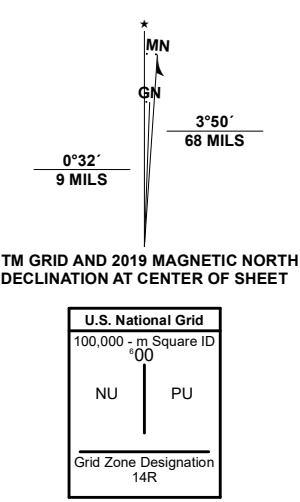 ★
MN
GN
3°50´
68 MILS
0°32´
9 MILS
TM GRID AND 2019 MAGNETIC NORTH
DECLINATION AT CENTER OF SHEET
U.S. National Grid
100,000 - m Square ID
⁶00
NU PU
Grid Zone Designation
14R